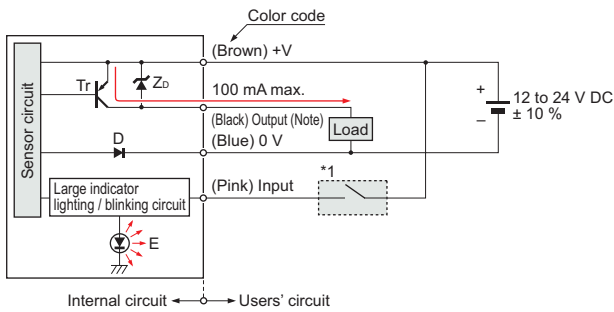 Color code
(Brown) +V
Tr
ZD
100 mA max.
+
–
12 to 24 V DC
± 10 %
(Black) Output (Note)
Load
Sensor circuit
D
(Blue) 0 V
*1
(Pink) Input
Large indicator
lighting / blinking circuit
E
Internal circuit
Users' circuit